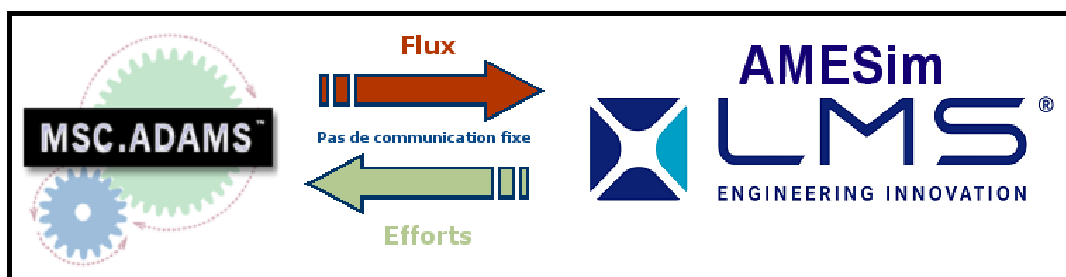 Flux
AMESim
MSC.ADAMS™
Pas de communication fixe
LMS®
ENGINEERING INNOVATION
Efforts